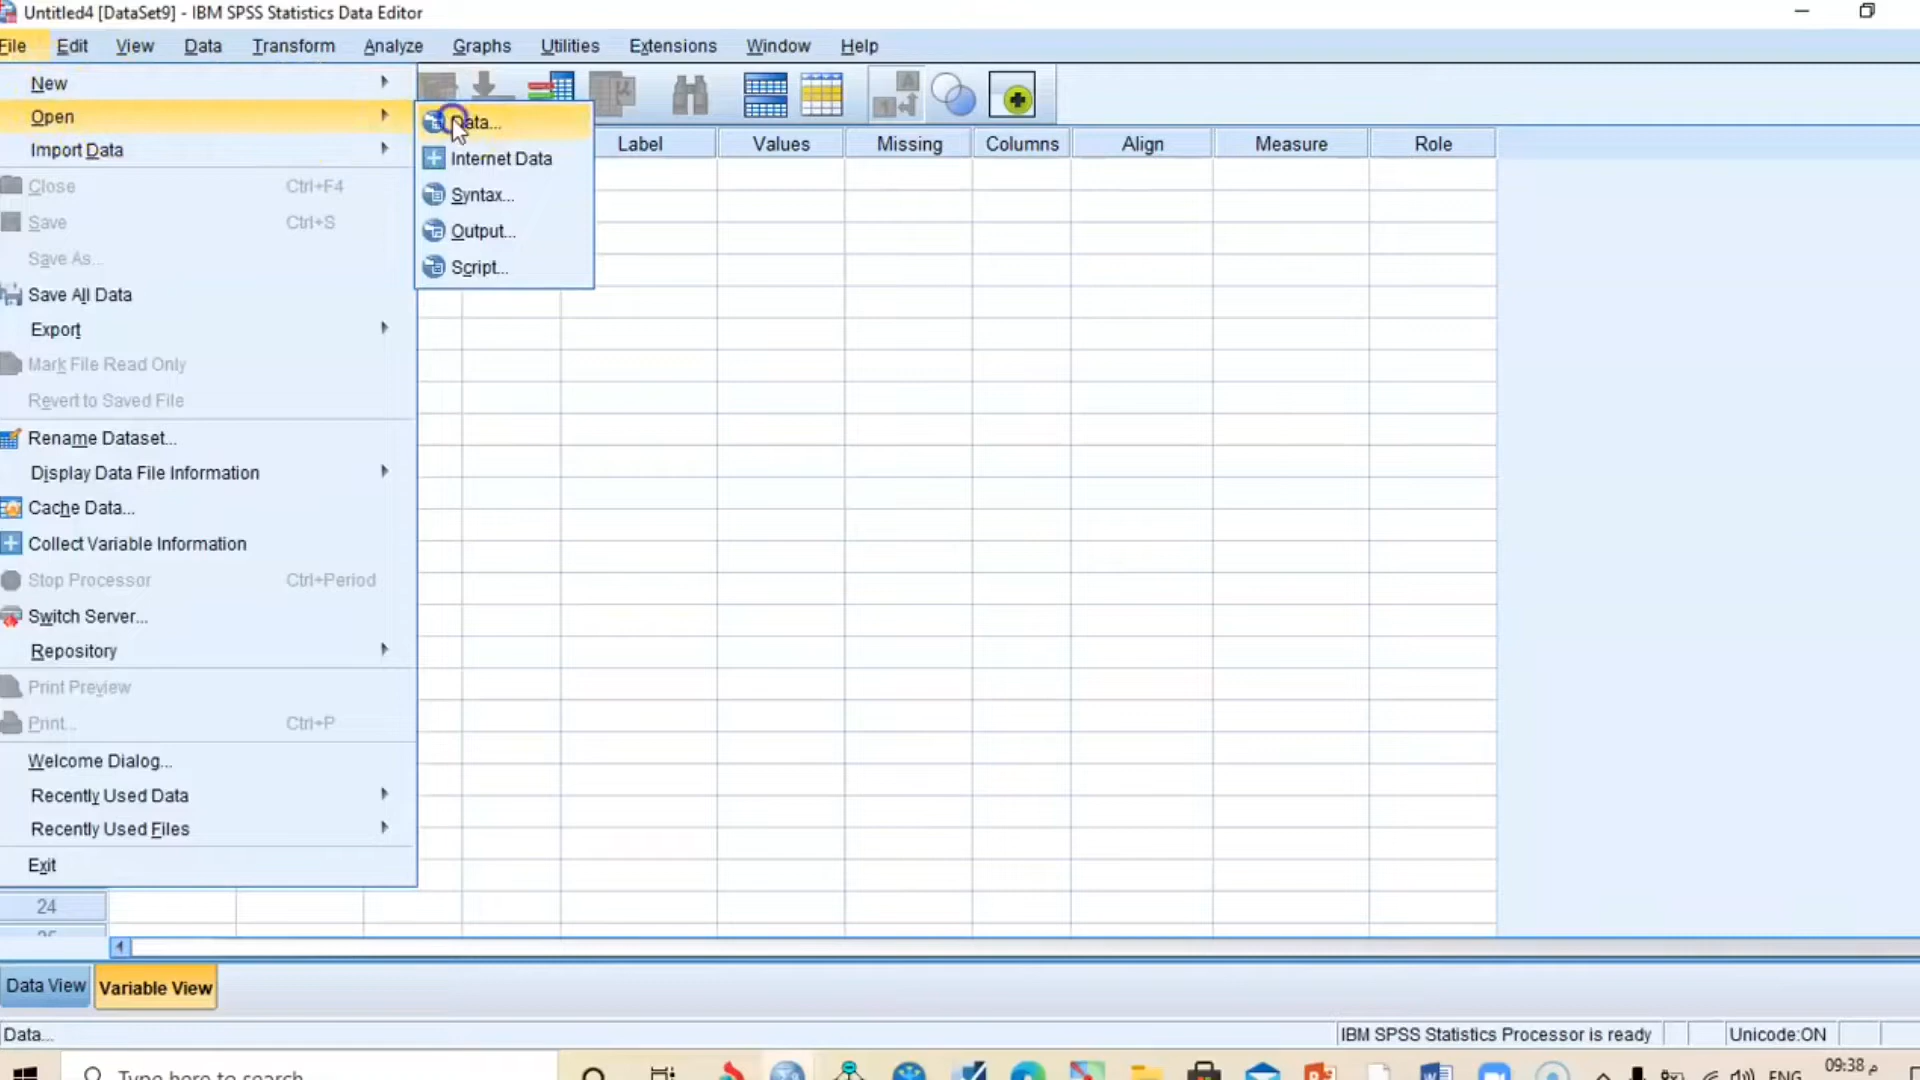 Untitled4 [DataSet9] - IBM SPSS Statistics Data Editor
File Edit View Data Transform Analyze Graphs Utilities Extensions Window Help
New
Open
Import Data
Close Ctrl+F4
Save Ctrl+S
Save As...
Save All Data
Export
Mark File Read Only
Revert to Saved File
Rename Dataset...
Display Data File Information
Cache Data...
Collect Variable Information
Stop Processor Ctrl+Period
Switch Server...
Repository
Print Preview
Print... Ctrl+P
Welcome Dialog...
Recently Used Data
Recently Used Files
Exit
Data...
Internet Data
Syntax...
Output...
Script...
Label Values Missing Columns Align Measure Role
24
Data View Variable View
Data... IBM SPSS Statistics Processor is ready Unicode:ON
Type here to search
ENG 09:38 م